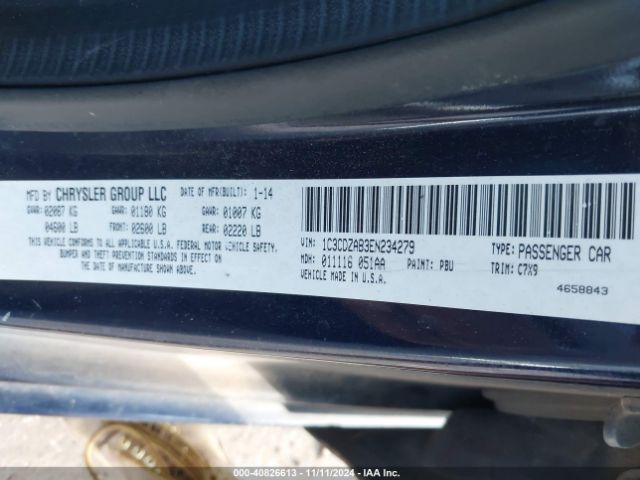 MFD BY CHRYSLER GROUP LLC DATE OF MFR(BUILT): 1-14
GVWR: 02087 KG GAWR: 01180 KG GAWR: 01007 KG
04600 LB FRONT: 02600 LB REAR: 02220 LB
THIS VEHICLE CONFORMS TO ALL APPLICABLE U.S.A. FEDERAL MOTOR VEHICLE SAFETY,
BUMPER AND THEFT PREVENTION STANDARDS IN EFFECT ON THE
DATE OF MANUFACTURE SHOWN ABOVE.
VIN: 1C3CDZAB3EN234279 TYPE: PASSENGER CAR
MDH: 011116 051AA PAINT: PBU TRIM: C7X9
VEHICLE MADE IN U.S.A.
4658843
000-40826613 - 11/11/2024 - IAA Inc.